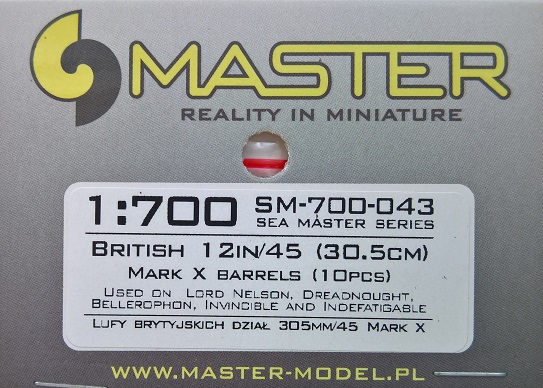 MASTER
REALITY IN MINIATURE
1:700 SM-700-043
SEA MASTER SERIES
BRITISH 12IN/45 (30.5CM)
MARK X BARRELS (10PCS)
USED ON LORD NELSON, DREADNOUGHT,
BELLEROPHON, INVINCIBLE AND INDEFATIGABLE
LUFY BRYTYJSKICH DZIAŁ 305MM/45 MARK X
WWW.MASTER-MODEL.PL